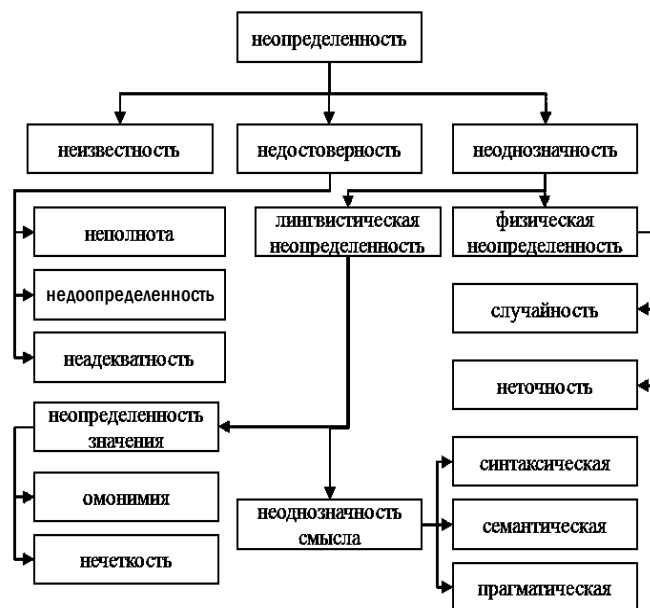 неопределенность
неизвестность
недостоверность
неоднозначность
неполнота
лингвистическая
неопределенность
физическая
неопределенность
недоопределенность
случайность
неадекватность
неточность
неопределенность
значения
синтаксическая
омонимия
неоднозначность
смысла
семантическая
нечеткость
прагматическая